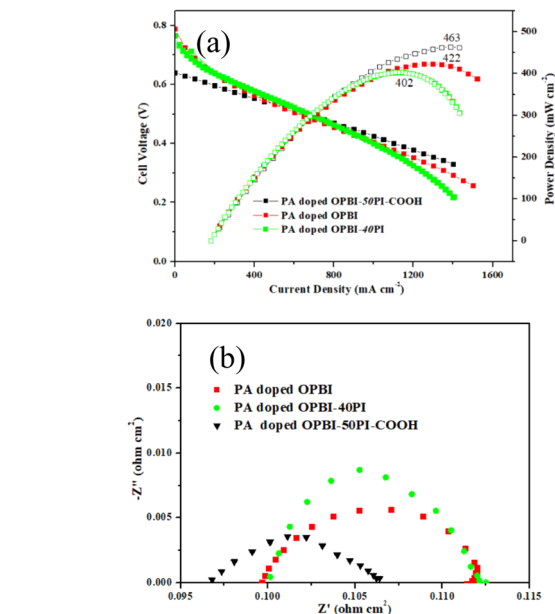 (a)
463
422
402
0.8
0.6
0.4
0.2
0.0
Cell Voltage (V)
500
400
300
200
100
0
Power Density (mW cm-2)
PA doped OPBI-50PI-COOH
PA doped OPBI
PA doped OPBI-40PI
0 400 800 1200 1600
Current Density (mA cm-2)
(b)
0.020
0.015
0.010
0.005
0.000
-Z'' (ohm cm2)
PA doped OPBI
PA doped OPBI-40PI
PA doped OPBI-50PI-COOH
0.095 0.100 0.105 0.110 0.115
Z' (ohm cm2)